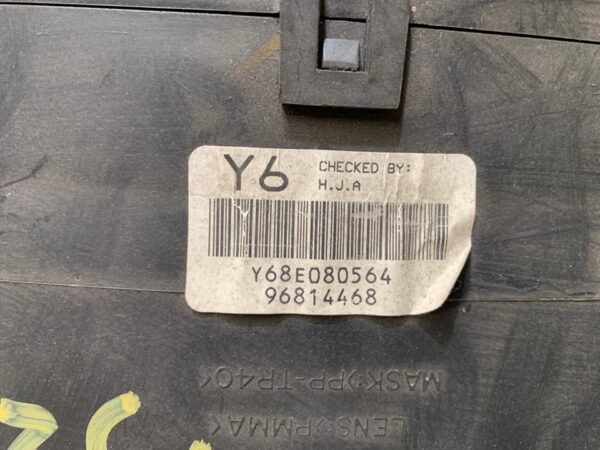 Y6 CHECKED BY:
H.J.A
Y68E080564
96814468
MASK:>PP-TR40<
LENS:>PMMA<